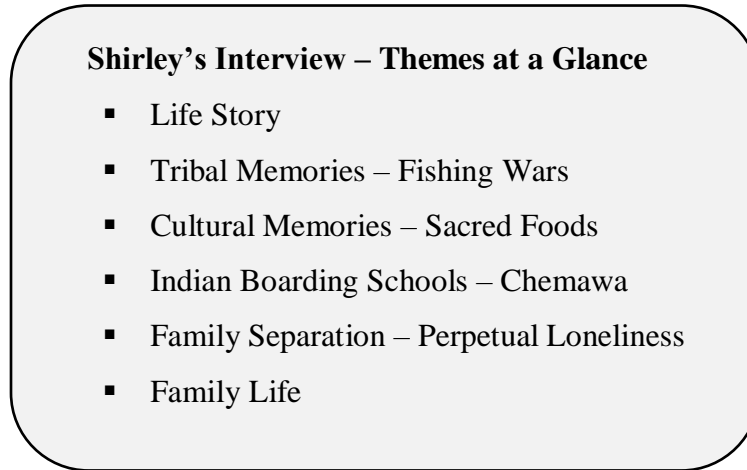 Shirley’s Interview – Themes at a Glance
▪ Life Story
▪ Tribal Memories – Fishing Wars
▪ Cultural Memories – Sacred Foods
▪ Indian Boarding Schools – Chemawa
▪ Family Separation – Perpetual Loneliness
▪ Family Life